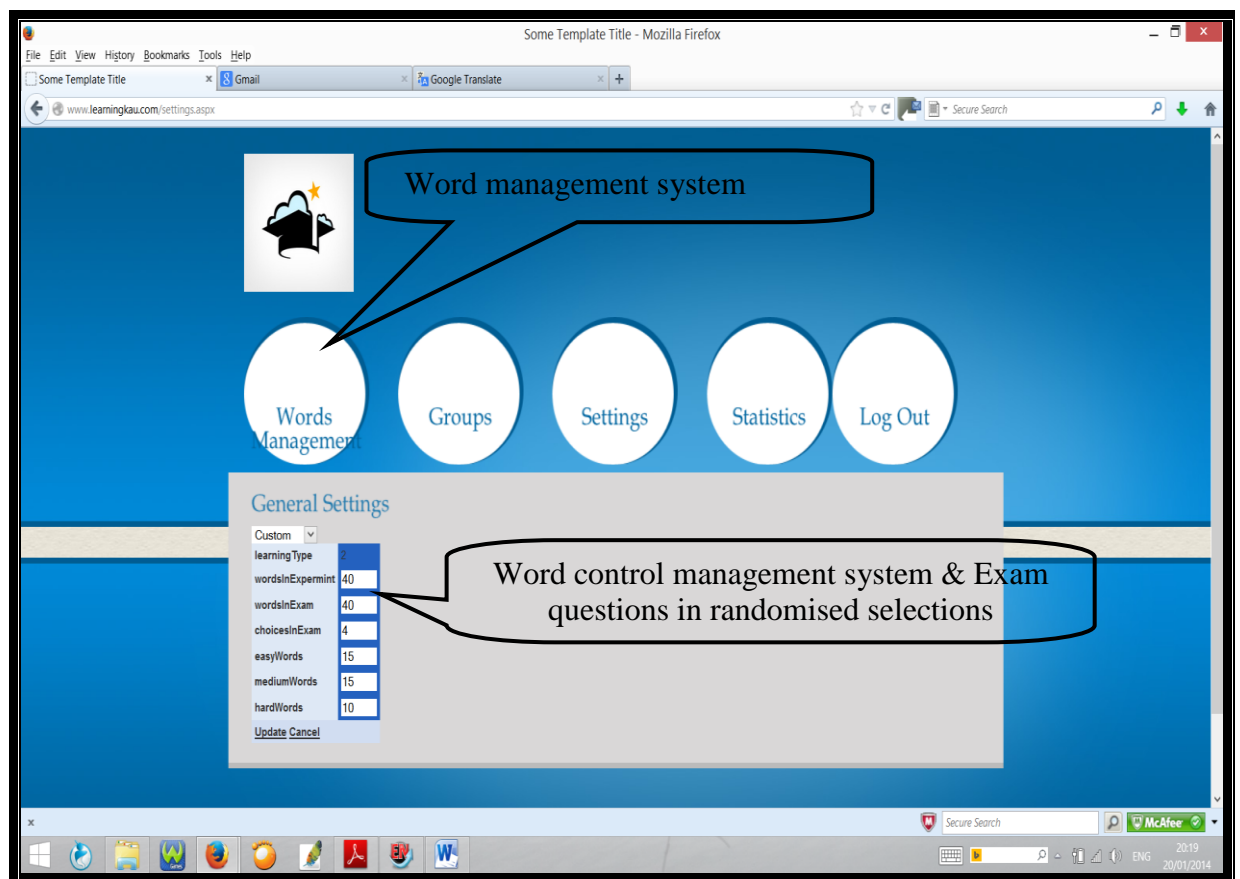 Some Template Title - Mozilla Firefox
File Edit View History Bookmarks Tools Help
Some Template Title x Gmail x Google Translate x +
www.learningkau.com/settings.aspx Secure Search
Word management system
Words Management
Groups
Settings
Statistics
Log Out
General Settings
Custom
learningType 2
wordsInExpermint 40
wordsInExam 40
choicesInExam 4
easyWords 15
mediumWords 15
hardWords 10
Update Cancel
Word control management system & Exam
questions in randomised selections
x Secure Search McAfee
ENG 20:19
20/01/2014